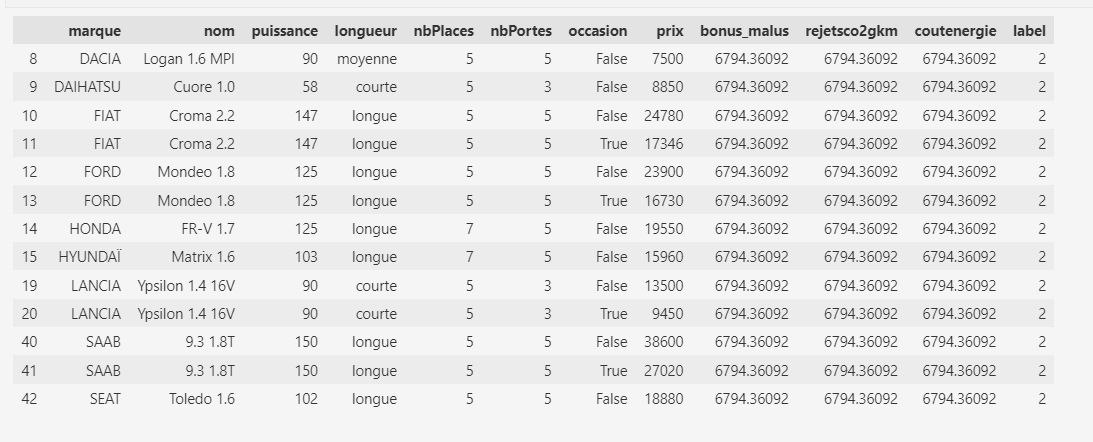 marque nom puissance longueur nbPlaces nbPortes occasion prix bonus_malus rejetsco2gkm coutenergie label
8 DACIA Logan 1.6 MPI 90 moyenne 5 5 False 7500 6794.36092 6794.36092 6794.36092 2
9 DAIHATSU Cuore 1.0 58 courte 5 3 False 8850 6794.36092 6794.36092 6794.36092 2
10 FIAT Croma 2.2 147 longue 5 5 False 24780 6794.36092 6794.36092 6794.36092 2
11 FIAT Croma 2.2 147 longue 5 5 True 17346 6794.36092 6794.36092 6794.36092 2
12 FORD Mondeo 1.8 125 longue 5 5 False 23900 6794.36092 6794.36092 6794.36092 2
13 FORD Mondeo 1.8 125 longue 5 5 True 16730 6794.36092 6794.36092 6794.36092 2
14 HONDA FR-V 1.7 125 longue 7 5 False 19550 6794.36092 6794.36092 6794.36092 2
15 HYUNDAÏ Matrix 1.6 103 longue 7 5 False 15960 6794.36092 6794.36092 6794.36092 2
19 LANCIA Ypsilon 1.4 16V 90 courte 5 3 False 13500 6794.36092 6794.36092 6794.36092 2
20 LANCIA Ypsilon 1.4 16V 90 courte 5 3 True 9450 6794.36092 6794.36092 6794.36092 2
40 SAAB 9.3 1.8T 150 longue 5 5 False 38600 6794.36092 6794.36092 6794.36092 2
41 SAAB 9.3 1.8T 150 longue 5 5 True 27020 6794.36092 6794.36092 6794.36092 2
42 SEAT Toledo 1.6 102 longue 5 5 False 18880 6794.36092 6794.36092 6794.36092 2